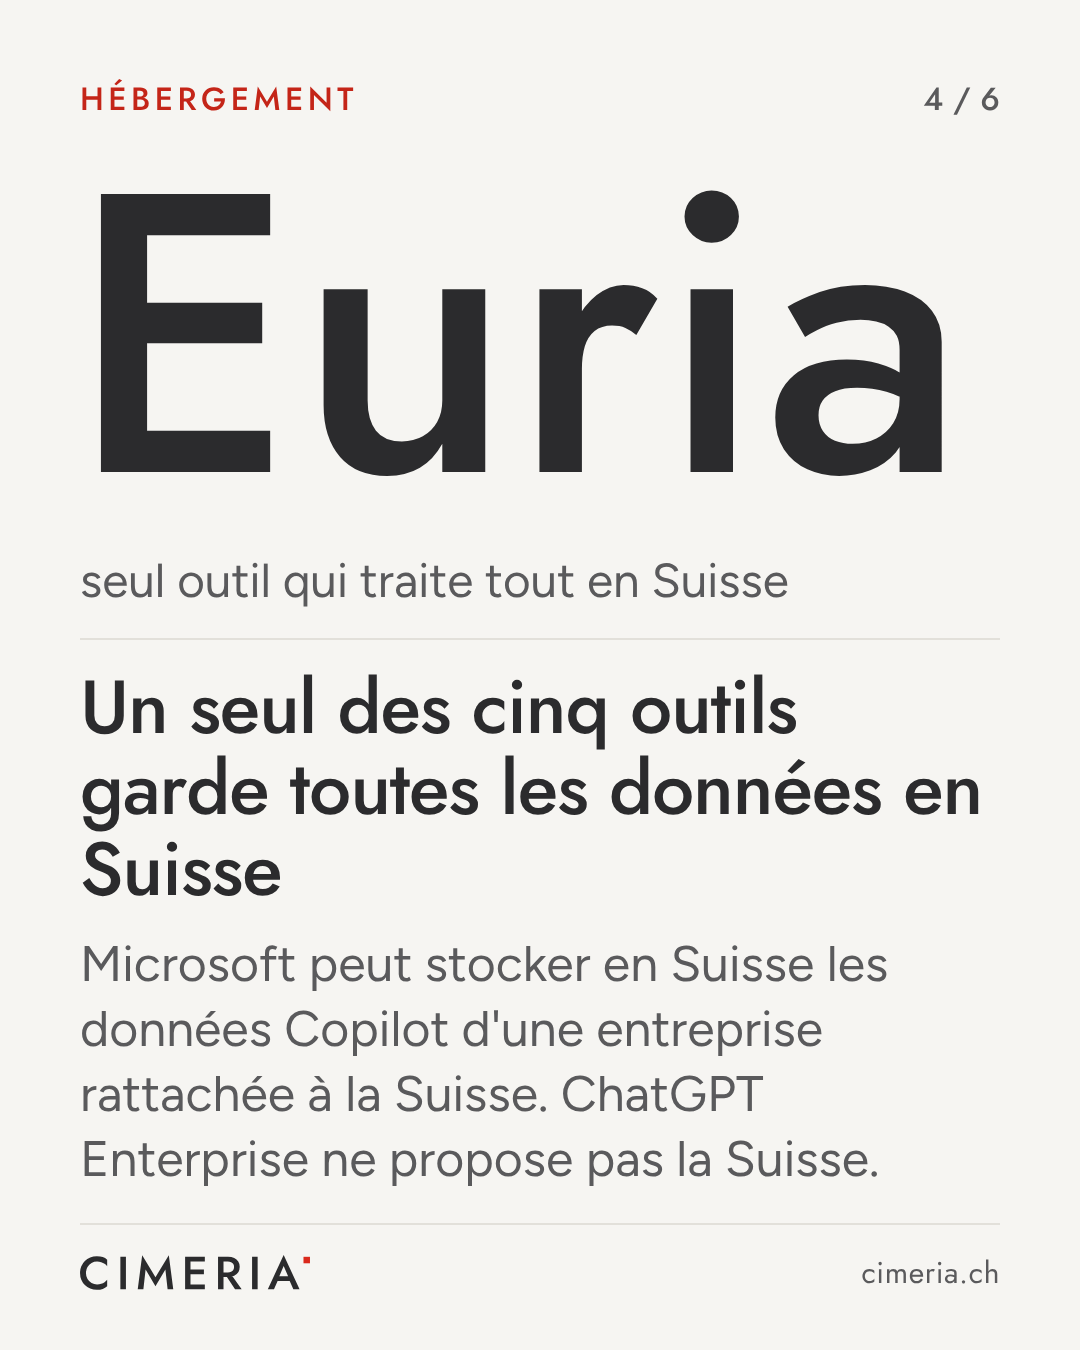 HÉBERGEMENT
4 / 6
Euria
seul outil qui traite tout en Suisse
Un seul des cinq outils
garde toutes les données en
Suisse
Microsoft peut stocker en Suisse les
données Copilot d'une entreprise
rattachée à la Suisse. ChatGPT
Enterprise ne propose pas la Suisse.
CIMERIA
cimeria.ch